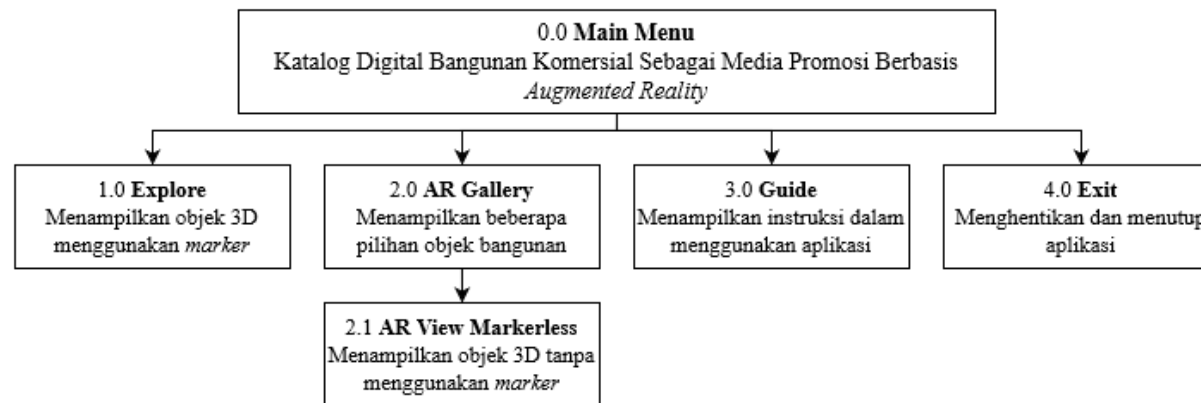 0.0 Main Menu
Katalog Digital Bangunan Komersial Sebagai Media Promosi Berbasis
Augmented Reality
1.0 Explore
Menampilkan objek 3D
menggunakan marker
2.0 AR Gallery
Menampilkan beberapa
pilihan objek bangunan
3.0 Guide
Menampilkan instruksi dalam
menggunakan aplikasi
4.0 Exit
Menghentikan dan menutup
aplikasi
2.1 AR View Markerless
Menampilkan objek 3D tanpa
menggunakan marker